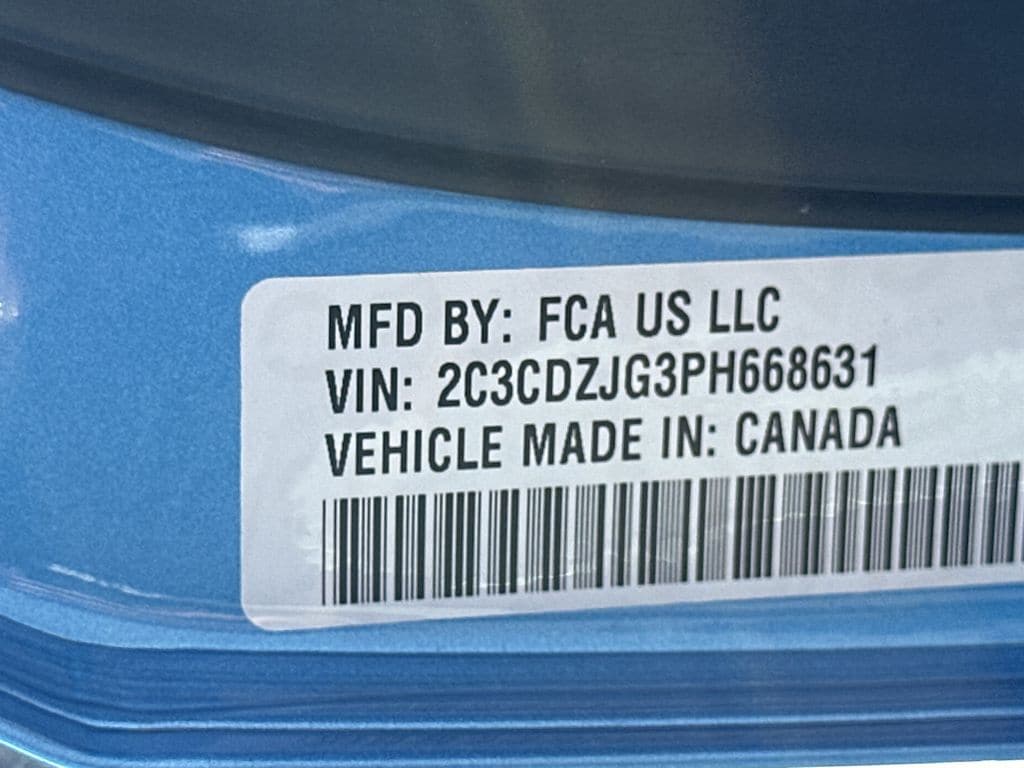 MFD BY: FCA US LLC
VIN: 2C3CDZJG3PH668631
VEHICLE MADE IN: CANADA